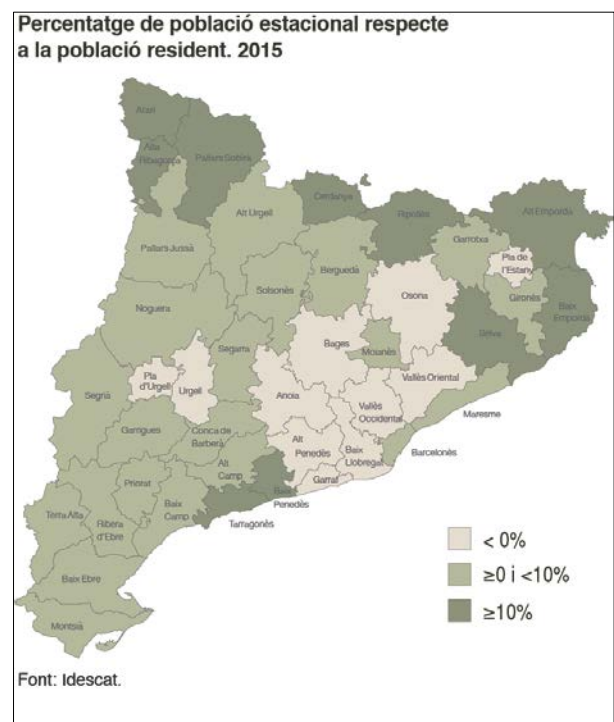 Percentatge de població estacional respecte
a la població resident. 2015
Aran
Alta
Ribagorça
Pallars Sobirà
Cerdanya
Ripollès
Alt Empordà
Alt Urgell
Garrotxa
Pla de
l'Estany
Pallars Jussà
Berguedà
Solsonès
Osona
Gironès
Baix
Empordà
Noguera
Selva
Bages
Moianès
Segarra
Pla
d'Urgell
Urgell
Anoia
Vallès Oriental
Segrià
Vallès
Occidental
Maresme
Garrigues
Conca de
Barberà
Alt
Penedès
Baix
Llobregat
Barcelonès
Alt
Camp
Priorat
Garraf
Baix
Penedès
Terra Alta
Ribera
d'Ebre
Baix
Camp
Tarragonès
< 0%
≥0 i <10%
Baix Ebre
≥10%
Montsià
Font: Idescat.